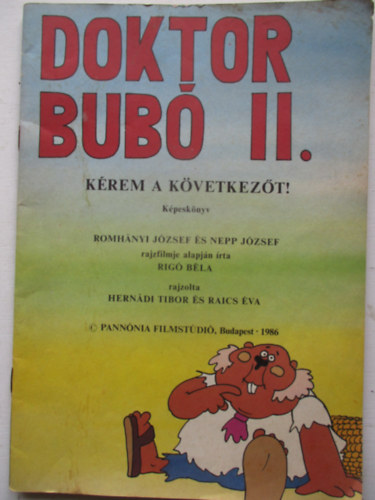 DOKTOR
BUBÓ II.
KÉREM A KÖVETKEZŐT!
Képeskönyv
ROMHÁNYI JÓZSEF ÉS NEPP JÓZSEF
rajzfilmje alapján írta
RIGÓ BÉLA
rajzolta
HERNÁDI TIBOR ÉS RAICS ÉVA
© PANNÓNIA FILMSTÚDIÓ, Budapest · 1986